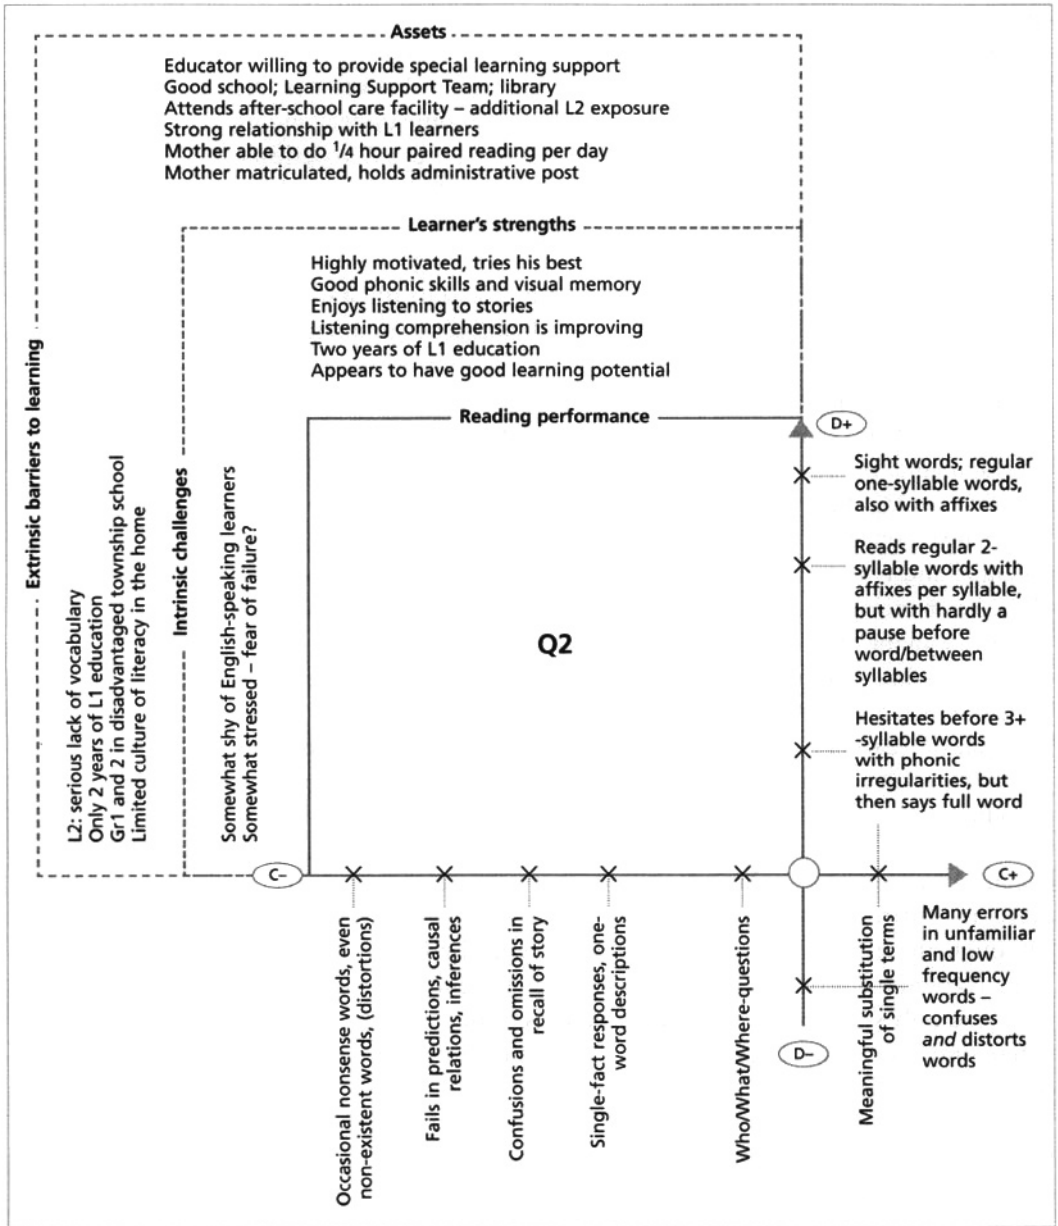 Assets
Educator willing to provide special learning support
Good school; Learning Support Team; library
Attends after-school care facility – additional L2 exposure
Strong relationship with L1 learners
Mother able to do 1/4 hour paired reading per day
Mother matriculated, holds administrative post
Learner's strengths
Highly motivated, tries his best
Good phonic skills and visual memory
Enjoys listening to stories
Listening comprehension is improving
Two years of L1 education
Appears to have good learning potential
Extrinsic barriers to learning
L2: serious lack of vocabulary
Only 2 years of L1 education
Gr1 and 2 in disadvantaged township school
Limited culture of literacy in the home
Intrinsic challenges
Somewhat shy of English-speaking learners
Somewhat stressed – fear of failure?
Reading performance
Q2
D+
Sight words; regular
one-syllable words,
also with affixes
Reads regular 2-
syllable words with
affixes per syllable,
but with hardly a
pause before
word/between
syllables
Hesitates before 3+
-syllable words
with phonic
irregularities, but
then says full word
C–
C+
Occasional nonsense words, even
non-existent words, (distortions)
Fails in predictions, causal
relations, inferences
Confusions and omissions in
recall of story
Single-fact responses, one-
word descriptions
Who/What/Where-questions
D–
Meaningful substitution
of single terms
Many errors
in unfamiliar
and low
frequency
words –
confuses
and distorts
words